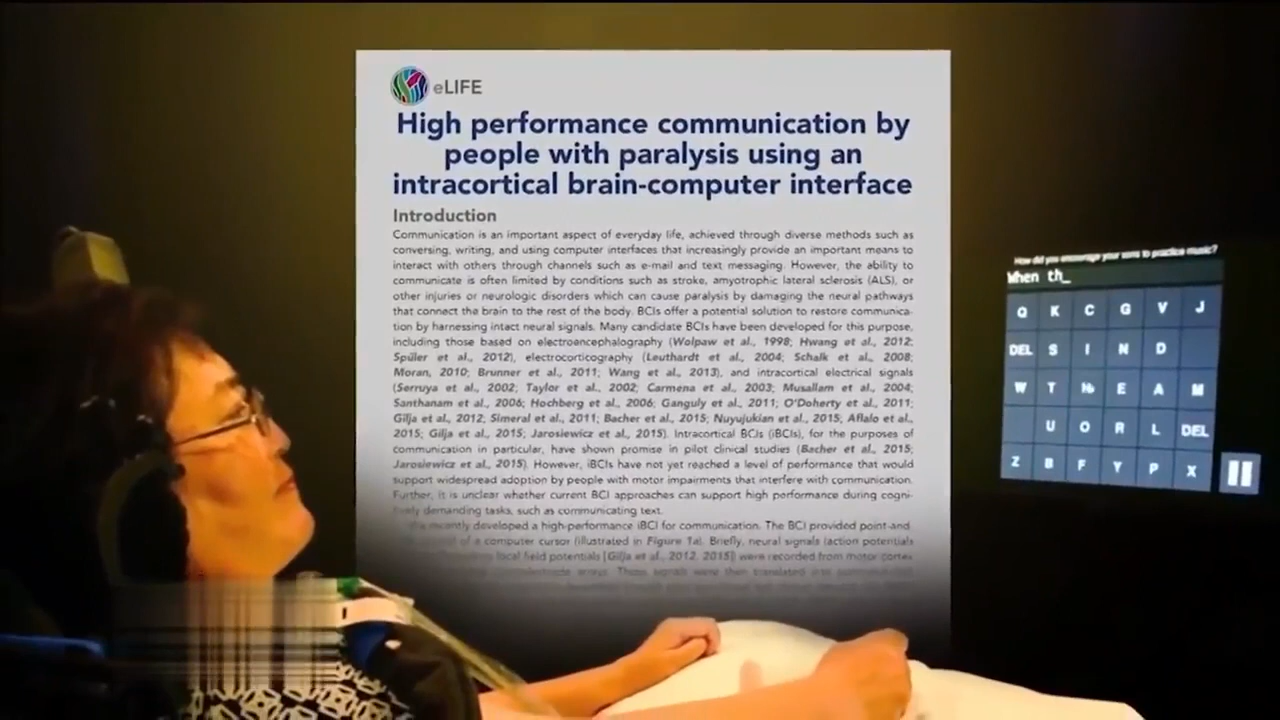 eLIFE
High performance communication by
people with paralysis using an
intracortical brain-computer interface
Introduction
Communication is an important aspect of everyday life, achieved through diverse methods such as
conversing, writing, and using computer interfaces that increasingly provide an important means to
interact with others through channels such as e-mail and text messaging. However, the ability to
communicate is often limited by conditions such as stroke, amyotrophic lateral sclerosis (ALS), or
other injuries or neurologic disorders which can cause paralysis by damaging the neural pathways
that connect the brain to the rest of the body. BCIs offer a potential solution to restore communica-
tion by harnessing intact neural signals. Many candidate BCIs have been developed for this purpose,
including those based on electroencephalography (Wolpaw et al., 1998; Hwang et al., 2012;
Spüler et al., 2012), electrocorticography (Leuthardt et al., 2004; Schalk et al., 2008;
Moran, 2010; Brunner et al., 2011; Wang et al., 2013), and intracortical electrical signals
(Serruya et al., 2002; Taylor et al., 2002; Carmena et al., 2003; Musallam et al., 2004;
Santhanam et al., 2006; Hochberg et al., 2006; Ganguly et al., 2011; O'Doherty et al., 2011;
Gilja et al., 2012; Simeral et al., 2011; Bacher et al., 2015; Nuyujukian et al., 2015; Aflalo et al.,
2015; Gilja et al., 2015; Jarosiewicz et al., 2015). Intracortical BCIs (iBCIs), for the purposes of
communication in particular, have shown promise in pilot clinical studies (Bacher et al., 2015;
Jarosiewicz et al., 2015). However, iBCIs have not yet reached a level of performance that would
support widespread adoption by people with motor impairments that interfere with communication.
Further, it is unclear whether current BCI approaches can support high performance during cogni-
demanding tasks, such as communicating text.
recently developed a high-performance iBCI for communication. The BCI provided point-and-
of a computer cursor (illustrated in Figure 1a). Briefly, neural signals (action potentials
local field potentials [Gilja et al., 2012, 2015]) were recorded from motor cortex
arrays. These signals were then translated into
How did you encourage your sons to practice music?
When th_
Q K C G V J
DEL S I N D
W T E A M
U O R L DEL
Z B F Y P X